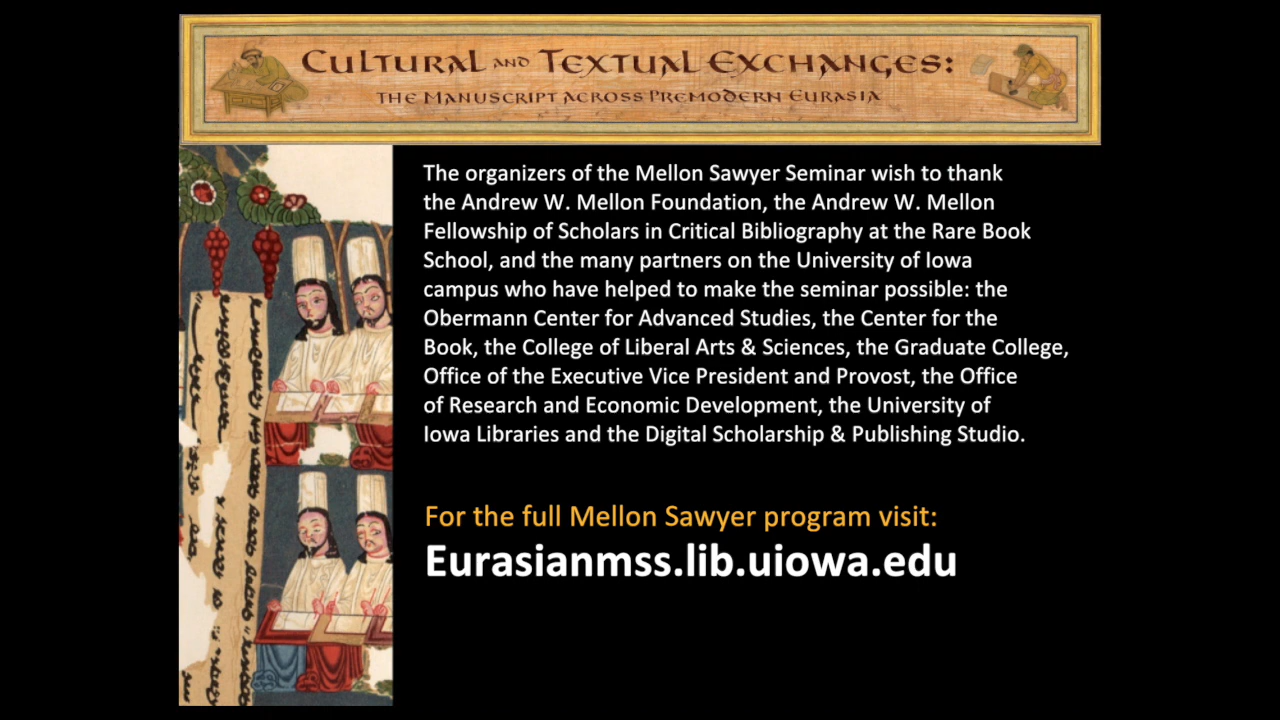 CULTURAL AND TEXTUAL EXCHANGES:
THE MANUSCRIPT ACROSS PREMODERN EURASIA
The organizers of the Mellon Sawyer Seminar wish to thank
the Andrew W. Mellon Foundation, the Andrew W. Mellon
Fellowship of Scholars in Critical Bibliography at the Rare Book
School, and the many partners on the University of Iowa
campus who have helped to make the seminar possible: the
Obermann Center for Advanced Studies, the Center for the
Book, the College of Liberal Arts & Sciences, the Graduate College,
Office of the Executive Vice President and Provost, the Office
of Research and Economic Development, the University of
Iowa Libraries and the Digital Scholarship & Publishing Studio.
For the full Mellon Sawyer program visit:
Eurasianmss.lib.uiowa.edu